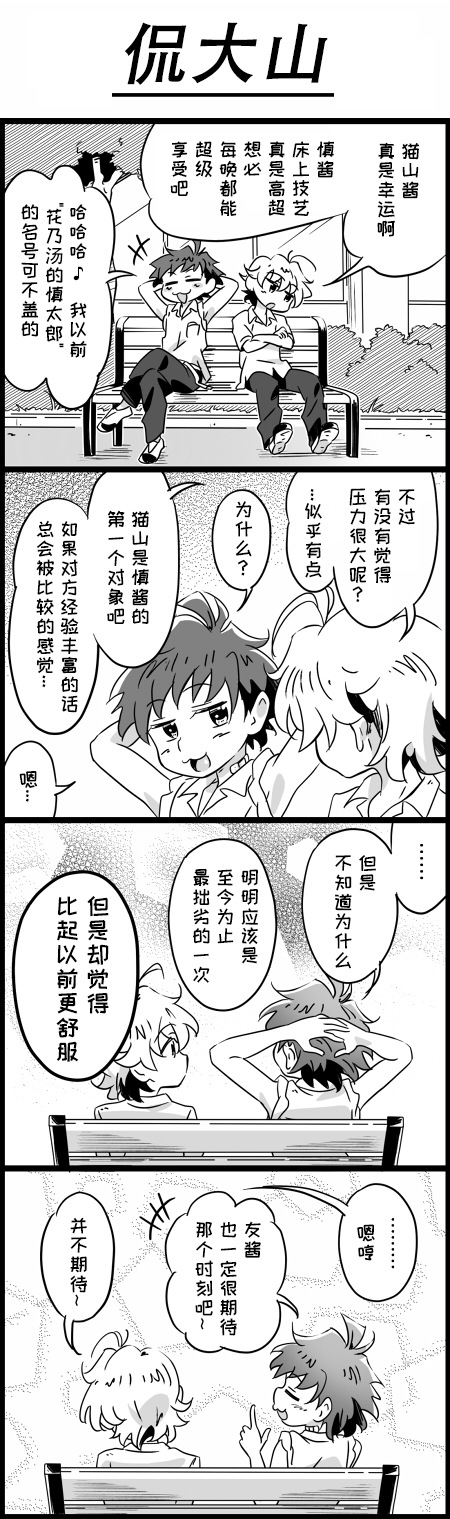 侃大山
猫山酱
真是幸运啊
慎酱
床上技艺
真是高超
想必
每晚都能
超级
享受吧
哈哈哈♪ 我以前
"花乃汤的慎太郎"
的名号可不盖的
不过
有没有觉得
压力很大呢?
…似乎有点
为什么?
猫山是慎酱的
第一个对象吧
如果对方经验丰富的话
总会被比较的感觉…
嗯…
……
但是
不知道为什么
明明应该是
至今为止
最拙劣的一次
但是却觉得
比起以前更舒服
………
嗯哼
友酱
也一定很期待
那个时刻吧~
并不期待~